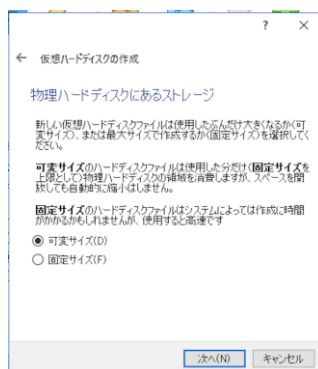 仮想ハードディスクの作成
物理ハードディスクにあるストレージ
新しい仮想ハードディスクファイルは使用したぶんだけ大きくなるか(可
変サイズ)、または最大サイズで作成するか(固定サイズ)を選択してく
ださい。
可変サイズのハードディスクファイルは使用した分だけ(固定サイズを
上限として)物理ハードディスクの領域を消費しますが、スペースを開
放しても自動的に縮小はしません。
固定サイズのハードディスクファイルはシステムによっては作成に時間
がかかるかもしれませんが、使用すると高速です
可変サイズ(D)
固定サイズ(F)
次へ(N) キャンセル